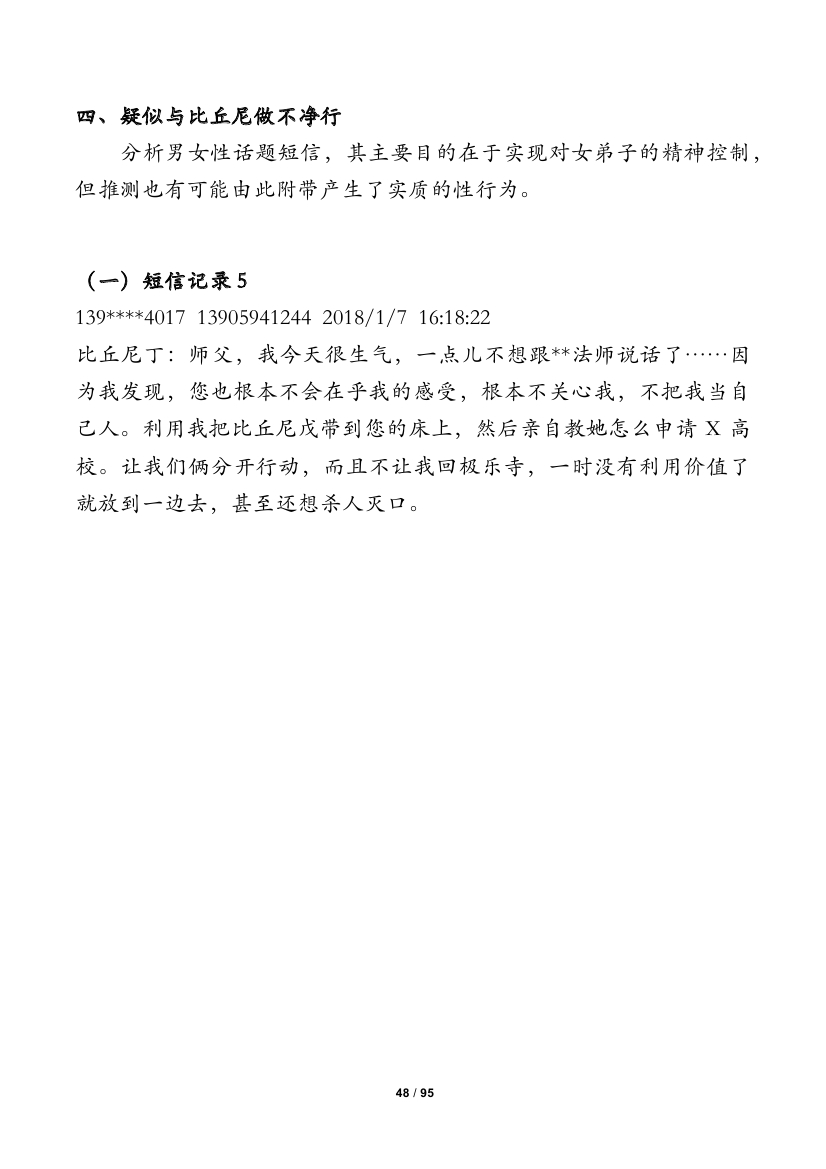 四、疑似与比丘尼做不净行
分析男女性话题短信，其主要目的在于实现对女弟子的精神控制，
但推测也有可能由此附带产生了实质的性行为。
（一）短信记录 5
139****4017 13905941244 2018/1/7 16:18:22
比丘尼丁：师父，我今天很生气，一点儿不想跟**法师说话了……因
为我发现，您也根本不会在乎我的感受，根本不关心我，不把我当自
己人。利用我把比丘尼戊带到您的床上，然后亲自教她怎么申请 X 高
校。让我们俩分开行动，而且不让我回极乐寺，一时没有利用价值了
就放到一边去，甚至还想杀人灭口。
48 / 95